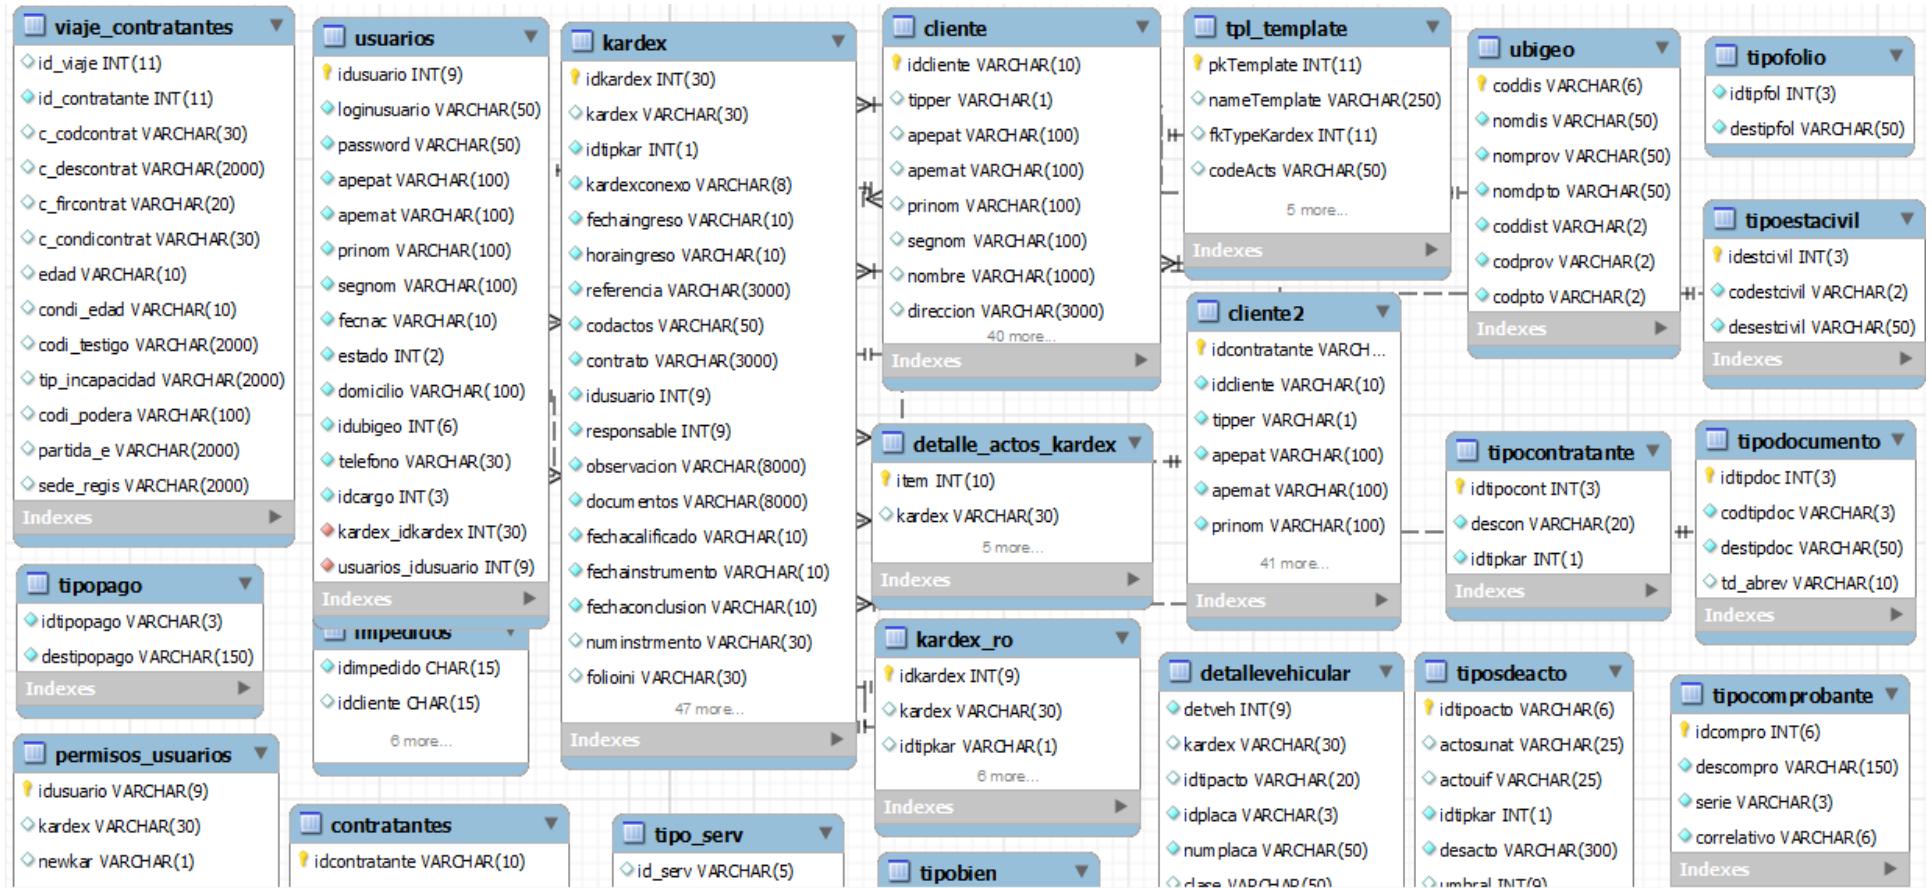 viaje_contratantes
id_viaje INT(11)
id_contratante INT(11)
c_codcontrat VARCHAR(30)
c_descontrat VARCHAR(2000)
c_fircontrat VARCHAR(20)
c_condicontrat VARCHAR(30)
edad VARCHAR(10)
condi_edad VARCHAR(10)
codi_testigo VARCHAR(2000)
tip_incapacidad VARCHAR(2000)
codi_podera VARCHAR(100)
partida_e VARCHAR(2000)
sede_regis VARCHAR(2000)
Indexes
tipopago
idtipopago VARCHAR(3)
destipopago VARCHAR(150)
Indexes
permisos_usuarios
idusuario VARCHAR(9)
kardex VARCHAR(30)
newkar VARCHAR(1)
usuarios
idusuario INT(9)
loginusuario VARCHAR(50)
password VARCHAR(50)
apepat VARCHAR(100)
apemat VARCHAR(100)
prinom VARCHAR(100)
segnom VARCHAR(100)
fecnac VARCHAR(10)
estado INT(2)
domicilio VARCHAR(100)
idubigeo INT(6)
telefono VARCHAR(30)
idcargo INT(3)
kardex_idkardex INT(30)
usuarios_idusuario INT(9)
Indexes
impedidos
idimpedido CHAR(15)
idcliente CHAR(15)
6 more...
contratantes
idcontratante VARCHAR(10)
kardex
idkardex INT(30)
kardex VARCHAR(30)
idtipkar INT(1)
kardexconexo VARCHAR(8)
fechaingreso VARCHAR(10)
horaingreso VARCHAR(10)
referencia VARCHAR(3000)
codactos VARCHAR(50)
contrato VARCHAR(3000)
idusuario INT(9)
responsable INT(9)
observacion VARCHAR(8000)
documentos VARCHAR(8000)
fechacalificado VARCHAR(10)
fechainstrumento VARCHAR(10)
fechaconclusion VARCHAR(10)
numinstrmento VARCHAR(30)
folioini VARCHAR(30)
47 more...
Indexes
tipo_serv
id_serv VARCHAR(5)
cliente
idcliente VARCHAR(10)
tipper VARCHAR(1)
apepat VARCHAR(100)
apemat VARCHAR(100)
prinom VARCHAR(100)
segnom VARCHAR(100)
nombre VARCHAR(1000)
direccion VARCHAR(3000)
40 more...
Indexes
detalle_actos_kardex
item INT(10)
kardex VARCHAR(30)
5 more...
Indexes
kardex_ro
idkardex INT(9)
kardex VARCHAR(30)
idtipkar VARCHAR(1)
6 more...
Indexes
tipobien
tpl_template
pkTemplate INT(11)
nameTemplate VARCHAR(250)
fkTypeKardex INT(11)
codeActs VARCHAR(50)
5 more...
Indexes
cliente2
idcontratante VARCH...
idcliente VARCHAR(10)
tipper VARCHAR(1)
apepat VARCHAR(100)
apemat VARCHAR(100)
prinom VARCHAR(100)
41 more...
Indexes
detallevehicular
detveh INT(9)
kardex VARCHAR(30)
idtipacto VARCHAR(20)
idplaca VARCHAR(3)
numplaca VARCHAR(50)
clase VARCHAR(50)
ubigeo
coddis VARCHAR(6)
nomdis VARCHAR(50)
nomprov VARCHAR(50)
nomdpto VARCHAR(50)
coddist VARCHAR(2)
codprov VARCHAR(2)
codpto VARCHAR(2)
Indexes
tipocontratante
idtipocont INT(3)
descon VARCHAR(20)
idtipkar INT(1)
Indexes
tiposdeacto
idtipoacto VARCHAR(6)
actosunat VARCHAR(25)
actouif VARCHAR(25)
idtipkar INT(1)
desacto VARCHAR(300)
umbral INT(9)
tipofolio
idtipfol INT(3)
destipfol VARCHAR(50)
tipoestacivil
idestcivil INT(3)
codestcivil VARCHAR(2)
desestcivil VARCHAR(50)
Indexes
tipodocumento
idtipdoc INT(3)
codtipdoc VARCHAR(3)
destipdoc VARCHAR(50)
td_abrev VARCHAR(10)
Indexes
tipocomprobante
idcompro INT(6)
descompro VARCHAR(150)
serie VARCHAR(3)
correlativo VARCHAR(6)
Indexes